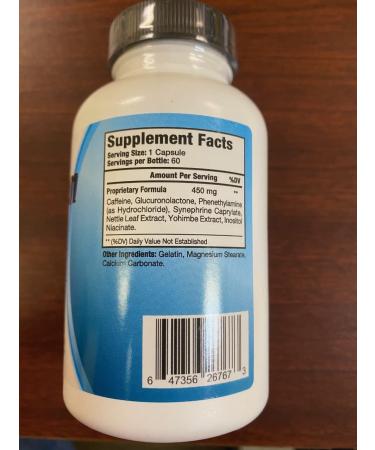 Supplement Facts
Serving Size: 1 Capsule
Servings per Bottle: 60
Amount Per Serving %DV
Proprietary Formula 450 mg **
Caffeine, Glucuronolactone, Phenethylamine
(as Hydrochloride), Synephrine Caprylate,
Nettle Leaf Extract, Yohimbe Extract, Inositol
Niacinate.
** (%DV) Daily Value Not Established
Other Ingredients: Gelatin, Magnesium Stearate,
Calcium Carbonate.
6 47356 26767 3